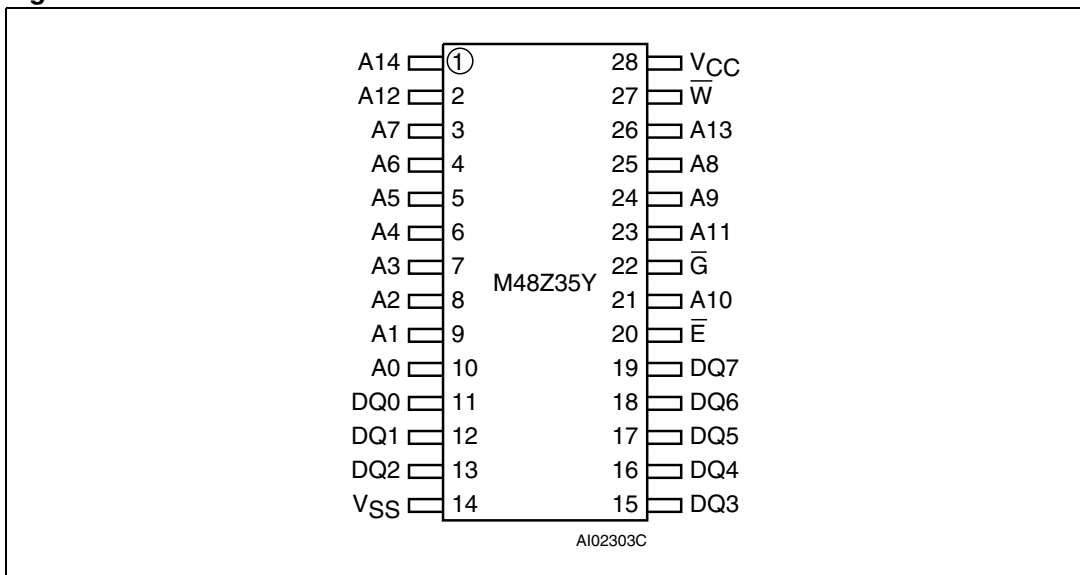 A14 1 28 VCC
A12 2 27 W̅
A7 3 26 A13
A6 4 25 A8
A5 5 24 A9
A4 6 23 A11
A3 7 22 G̅
M48Z35Y
A2 8 21 A10
A1 9 20 E̅
A0 10 19 DQ7
DQ0 11 18 DQ6
DQ1 12 17 DQ5
DQ2 13 16 DQ4
VSS 14 15 DQ3
AI02303C